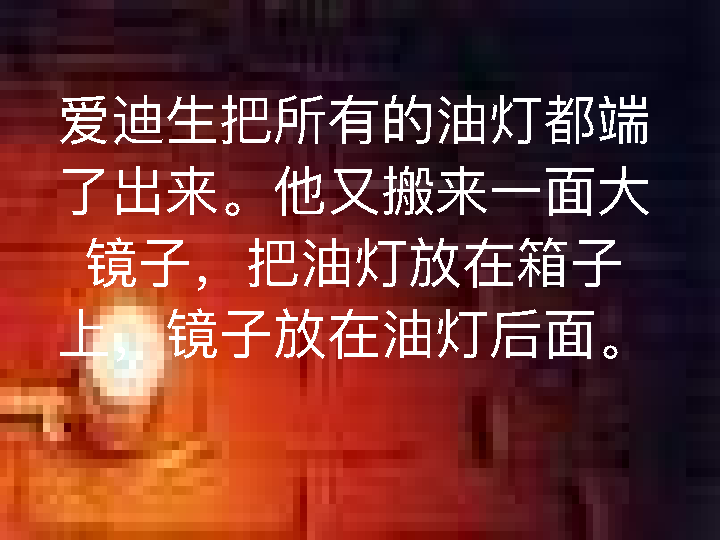 爱迪生把所有的油灯都端
了出来。他又搬来一面大
镜子，把油灯放在箱子
上，镜子放在油灯后面。